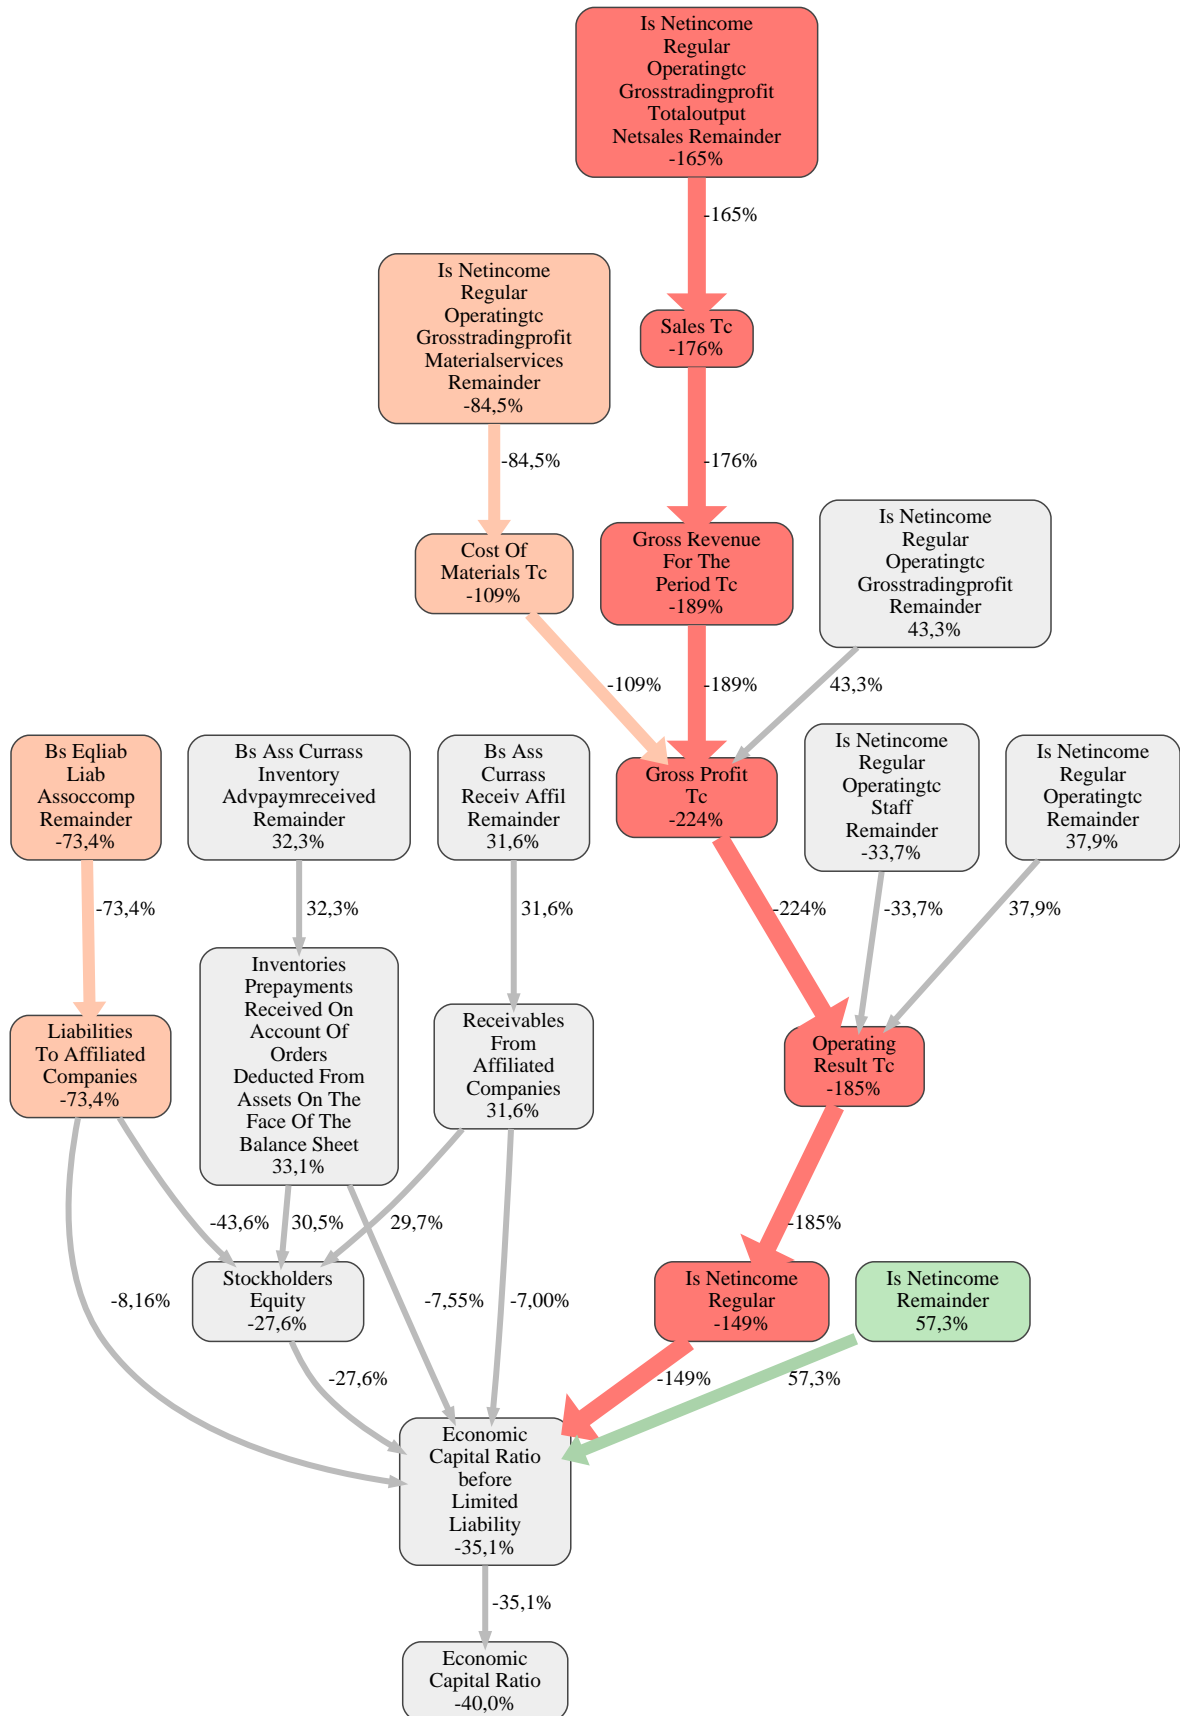 Is Netincome
Regular
Operatingtc
Grosstradingprofit
Totaloutput
Netsales Remainder
-165%
-165%
Is Netincome
Regular
Operatingtc
Grosstradingprofit
Materialservices
Remainder
-84,5%
Sales Tc
-176%
-84,5%
-176%
Is Netincome
Regular
Operatingtc
Grosstradingprofit
Remainder
43,3%
Cost Of
Materials Tc
-109%
Gross Revenue
For The
Period Tc
-189%
-109%
-189%
43,3%
Bs Eqliab
Liab
Assoccomp
Remainder
-73,4%
Bs Ass Currass
Inventory
Advpaymreceived
Remainder
32,3%
Bs Ass
Currass
Receiv Affil
Remainder
31,6%
Gross Profit
Tc
-224%
Is Netincome
Regular
Operatingtc
Staff
Remainder
-33,7%
Is Netincome
Regular
Operatingtc
Remainder
37,9%
-73,4%
32,3%
31,6%
-224%
-33,7%
37,9%
Liabilities
To Affiliated
Companies
-73,4%
Inventories
Prepayments
Received On
Account Of
Orders
Deducted From
Assets On The
Face Of The
Balance Sheet
33,1%
Receivables
From
Affiliated
Companies
31,6%
Operating
Result Tc
-185%
-43,6%
30,5%
29,7%
-185%
Stockholders
Equity
-27,6%
Is Netincome
Regular
-149%
Is Netincome
Remainder
57,3%
-8,16%
-7,55%
-7,00%
-27,6%
-149%
57,3%
Economic
Capital Ratio
before
Limited
Liability
-35,1%
-35,1%
Economic
Capital Ratio
-40,0%